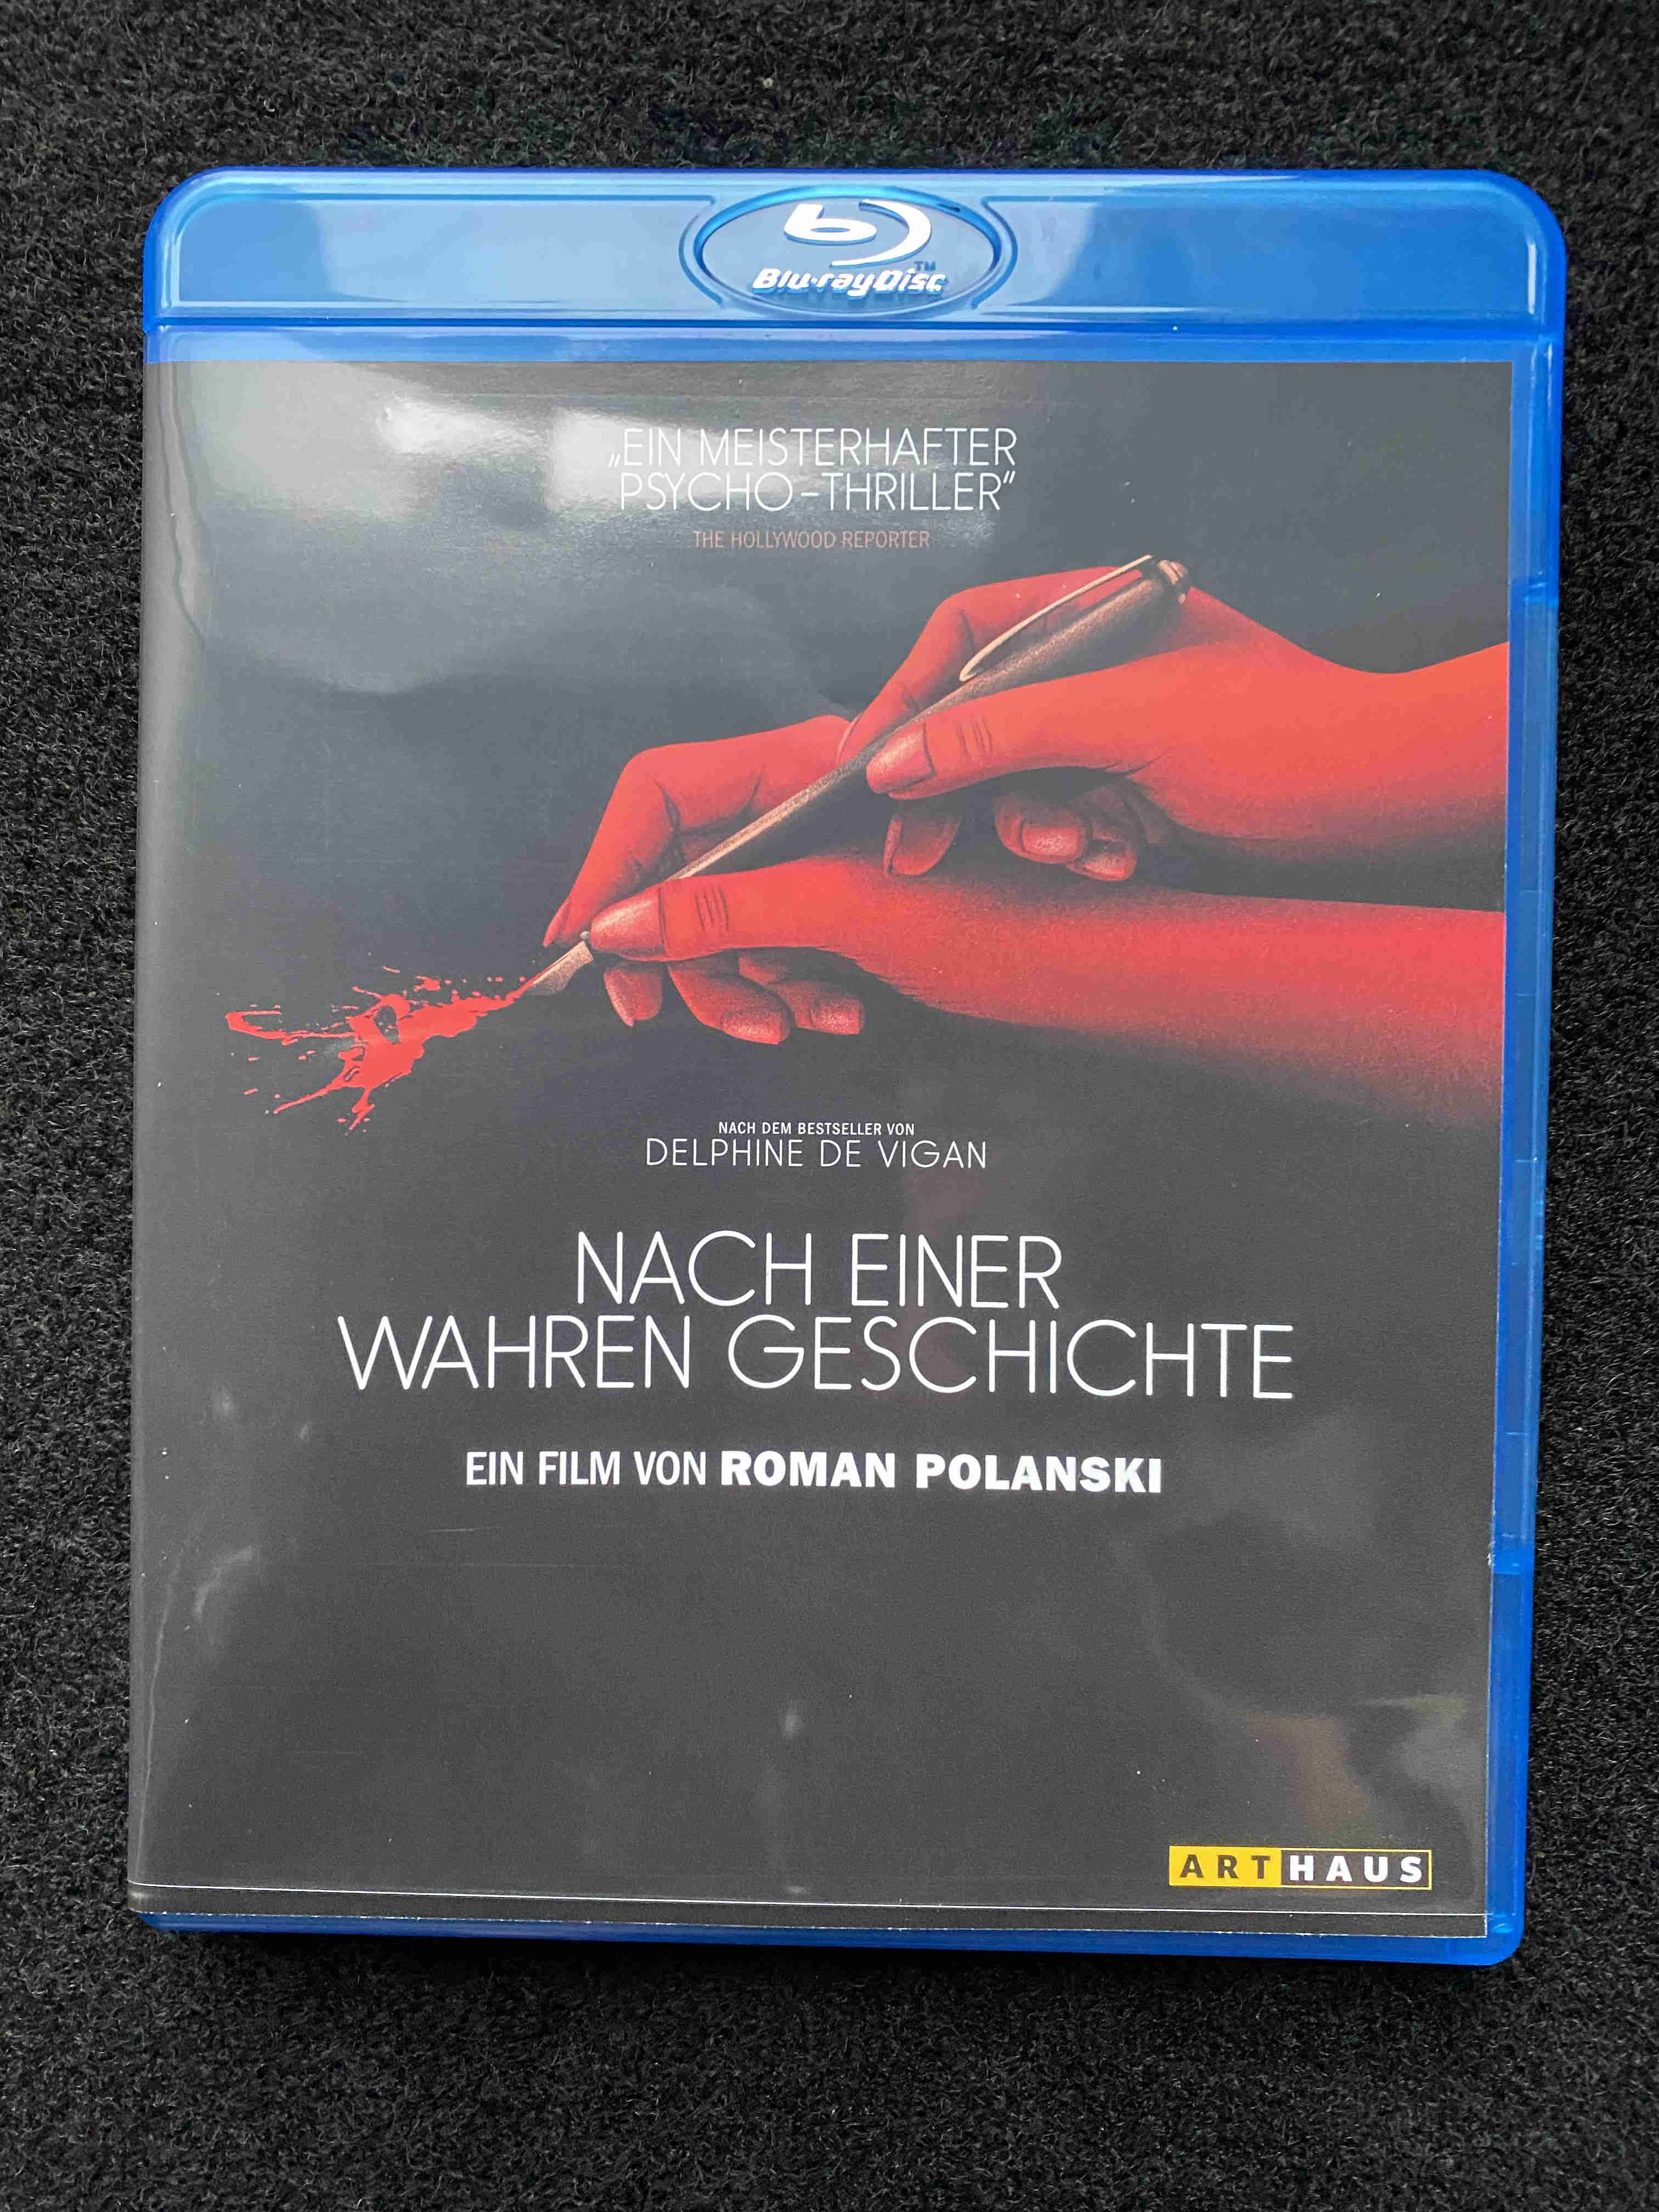 Blu-ray Disc™
„EIN MEISTERHAFTER
PSYCHO-THRILLER“
THE HOLLYWOOD REPORTER
NACH DEM BESTSELLER VON
DELPHINE DE VIGAN
NACH EINER
WAHREN GESCHICHTE
EIN FILM VON ROMAN POLANSKI
ARTHAUS